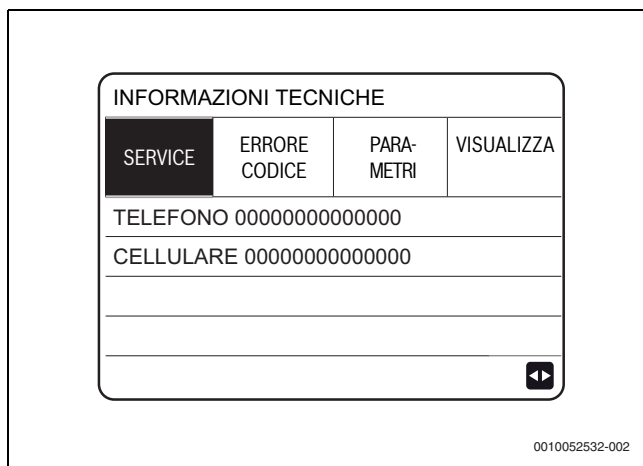 INFORMAZIONI TECNICHE
SERVICE
ERRORE
CODICE
PARA-
METRI
VISUALIZZA
TELEFONO 00000000000000
CELLULARE 00000000000000
0010052532-002